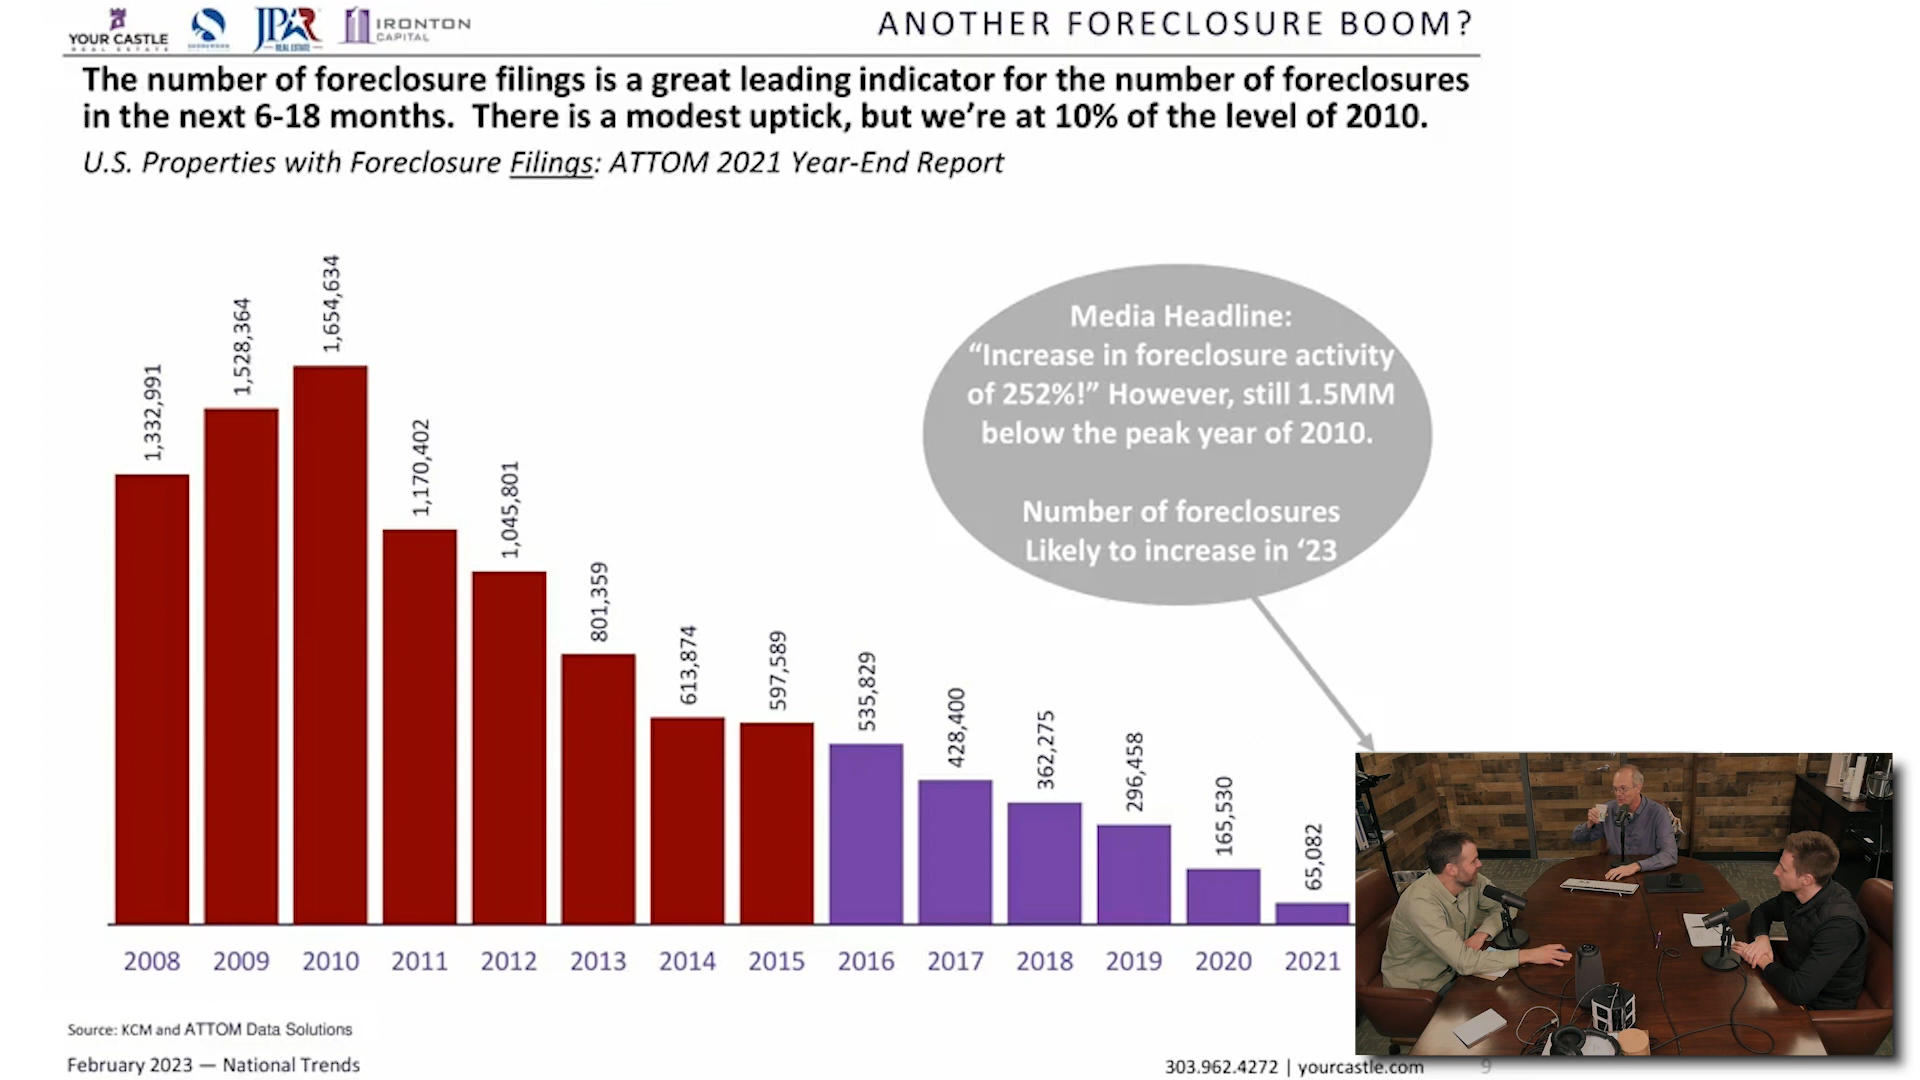 YOUR CASTLE
REAL ESTATE
JPAR
REAL ESTATE
IRONTON
CAPITAL
ANOTHER FORECLOSURE BOOM?
The number of foreclosure filings is a great leading indicator for the number of foreclosures
in the next 6-18 months. There is a modest uptick, but we’re at 10% of the level of 2010.
U.S. Properties with Foreclosure Filings: ATTOM 2021 Year-End Report
Media Headline:
“Increase in foreclosure activity
of 252%!” However, still 1.5MM
below the peak year of 2010.
Number of foreclosures
Likely to increase in ‘23
1,332,991
1,528,364
1,654,634
1,170,402
1,045,801
801,359
613,874
597,589
535,829
428,400
362,275
296,458
165,530
65,082
2008 2009 2010 2011 2012 2013 2014 2015 2016 2017 2018 2019 2020 2021
Source: KCM and ATTOM Data Solutions
February 2023 — National Trends
303.962.4272 | yourcastle.com
9